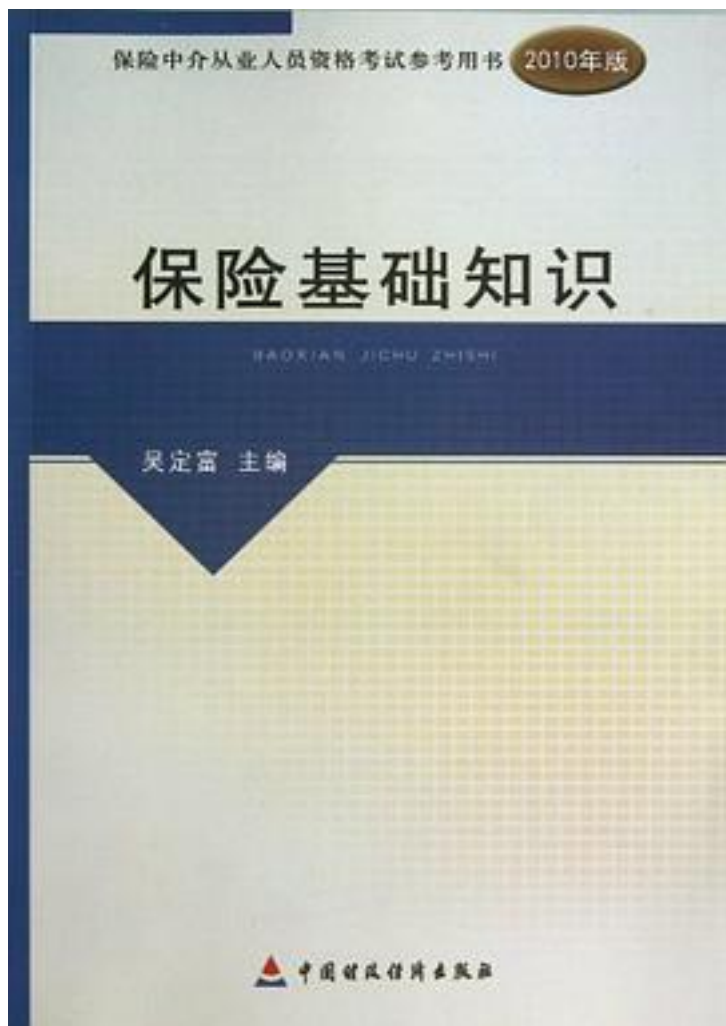 保险中介从业人员资格考试参考用书 2010年版
保险基础知识
BAOXIAN JICHU ZHISHI
吴定富 主编
中国财政经济出版社